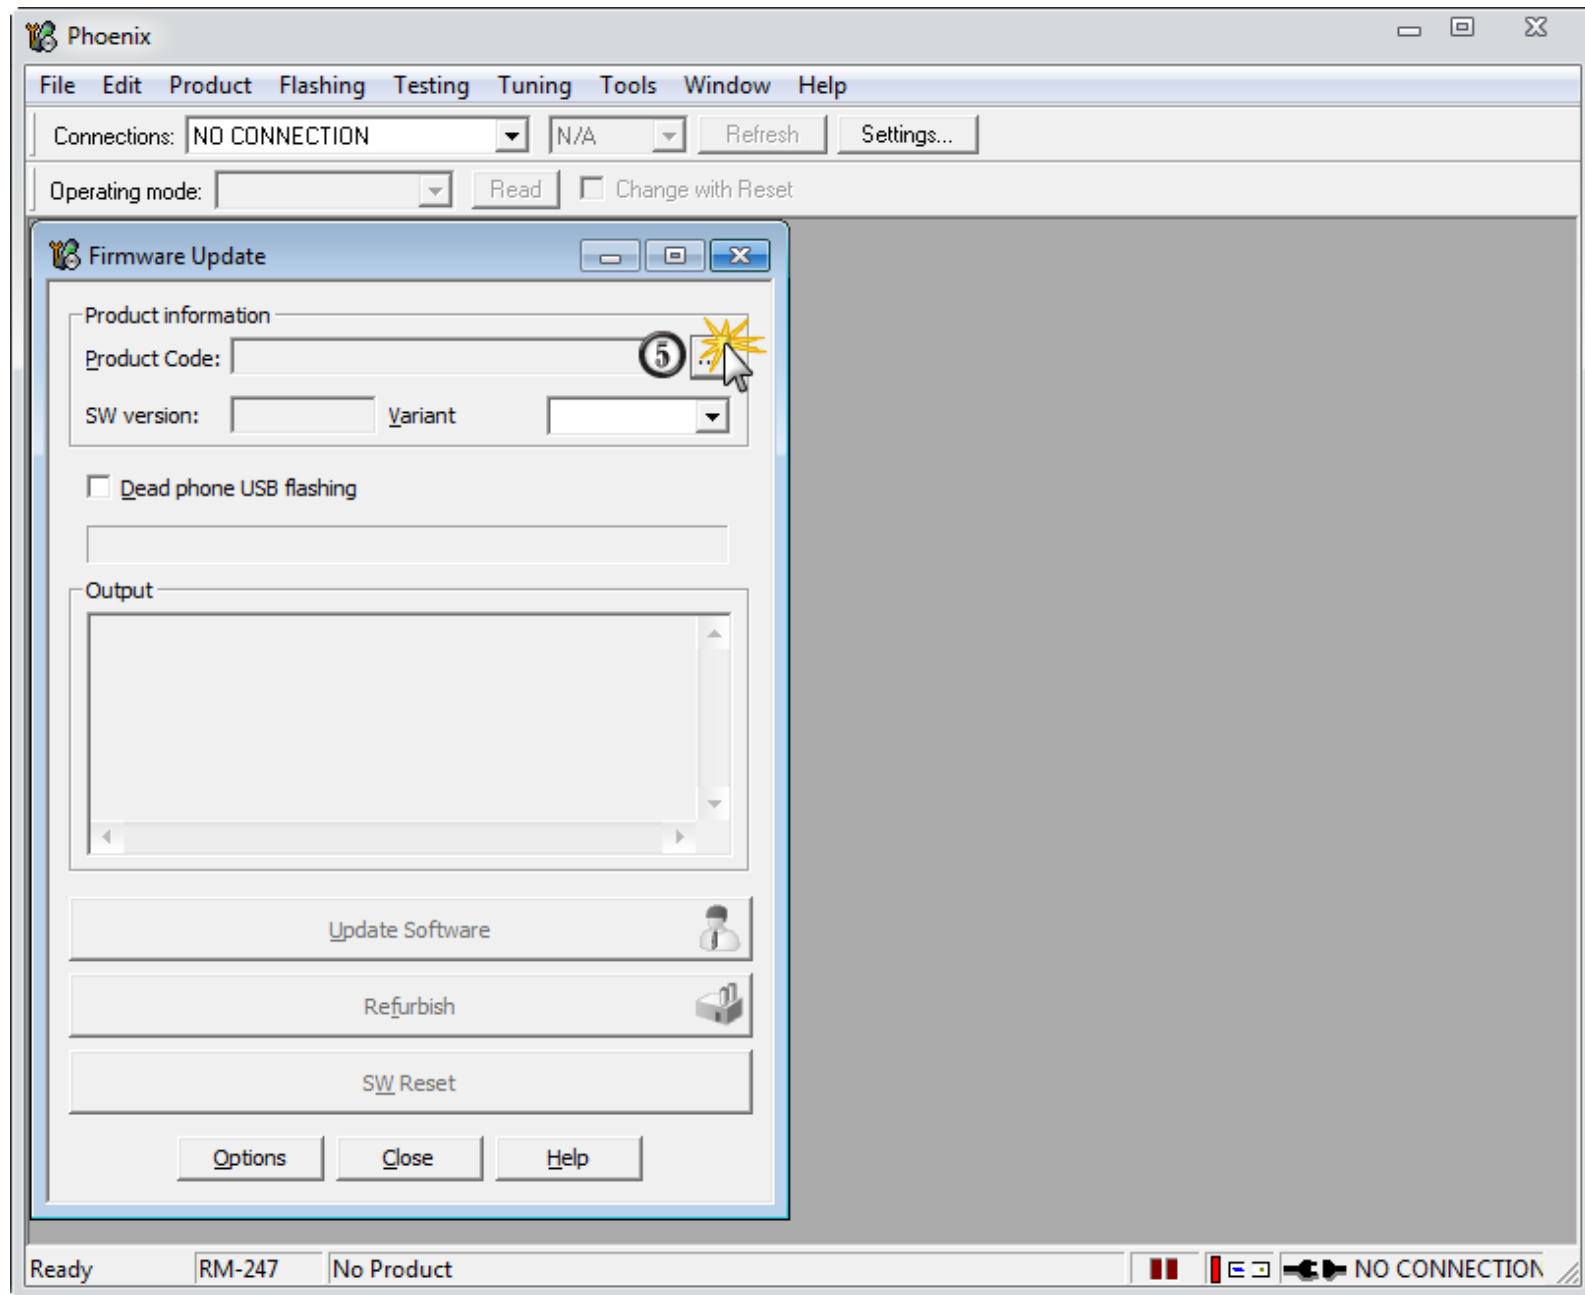 Phoenix
File Edit Product Flashing Testing Tuning Tools Window Help
Connections: NO CONNECTION N/A Refresh Settings...
Operating mode: Read Change with Reset
Firmware Update
Product information
Product Code: 5 ..
SW version: Variant
Dead phone USB flashing
Output
Update Software
Refurbish
SW Reset
Options Close Help
Ready RM-247 No Product NO CONNECTION